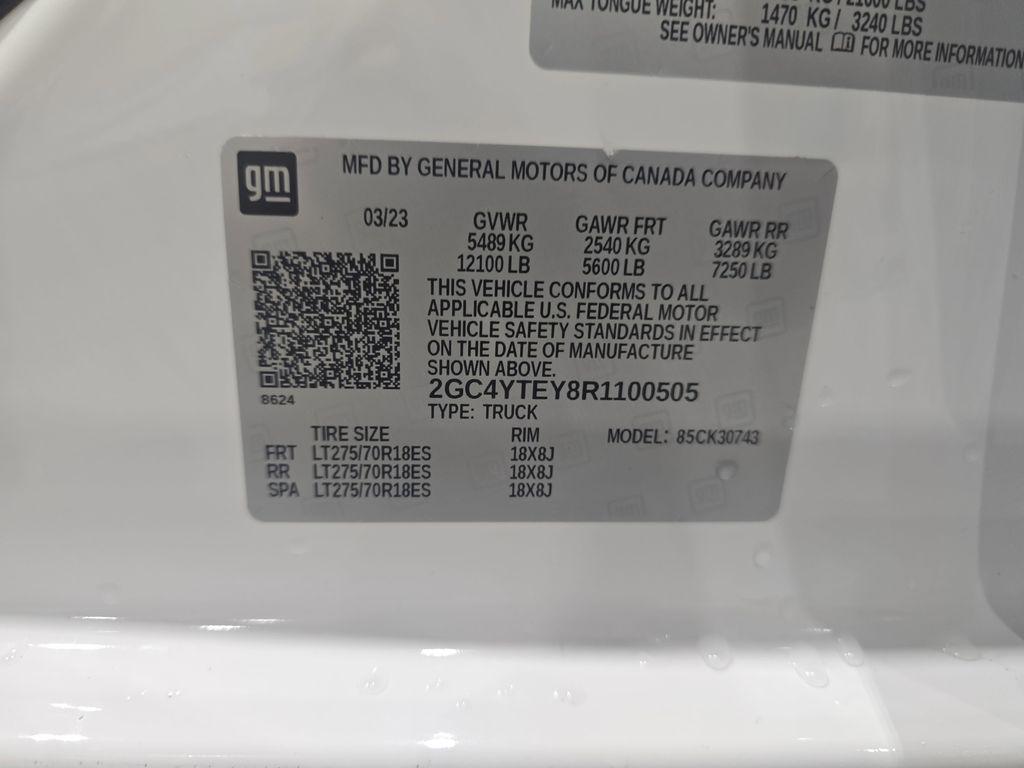 21000 LBS
MAX TONGUE WEIGHT: 1470 KG / 3240 LBS
SEE OWNER'S MANUAL FOR MORE INFORMATION
gm
MFD BY GENERAL MOTORS OF CANADA COMPANY
03/23 GVWR GAWR FRT GAWR RR
5489 KG 2540 KG 3289 KG
12100 LB 5600 LB 7250 LB
THIS VEHICLE CONFORMS TO ALL
APPLICABLE U.S. FEDERAL MOTOR
VEHICLE SAFETY STANDARDS IN EFFECT
ON THE DATE OF MANUFACTURE
SHOWN ABOVE.
8624
2GC4YTEY8R1100505
TYPE: TRUCK
TIRE SIZE RIM MODEL: 85CK30743
FRT LT275/70R18ES 18X8J
RR LT275/70R18ES 18X8J
SPA LT275/70R18ES 18X8J